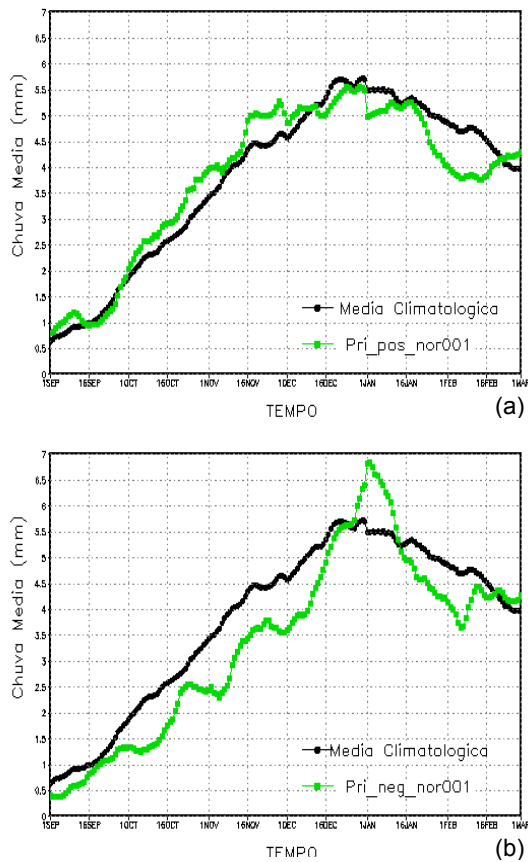 7
6.5
6
5.5
5
4.5
4
3.5
3
2.5
2
1.5
1
0.5
0
Chuva Media (mm)
Media Climatologica
Pri_pos_nor001
1SEP 16SEP 1OCT 16OCT 1NOV 16NOV 1DEC 16DEC 1JAN 16JAN 1FEB 16FEB 1MAR
TEMPO
(a)
7
6.5
6
5.5
5
4.5
4
3.5
3
2.5
2
1.5
1
0.5
0
Chuva Media (mm)
Media Climatologica
Pri_neg_nor001
1SEP 16SEP 1OCT 16OCT 1NOV 16NOV 1DEC 16DEC 1JAN 16JAN 1FEB 16FEB 1MAR
TEMPO
(b)